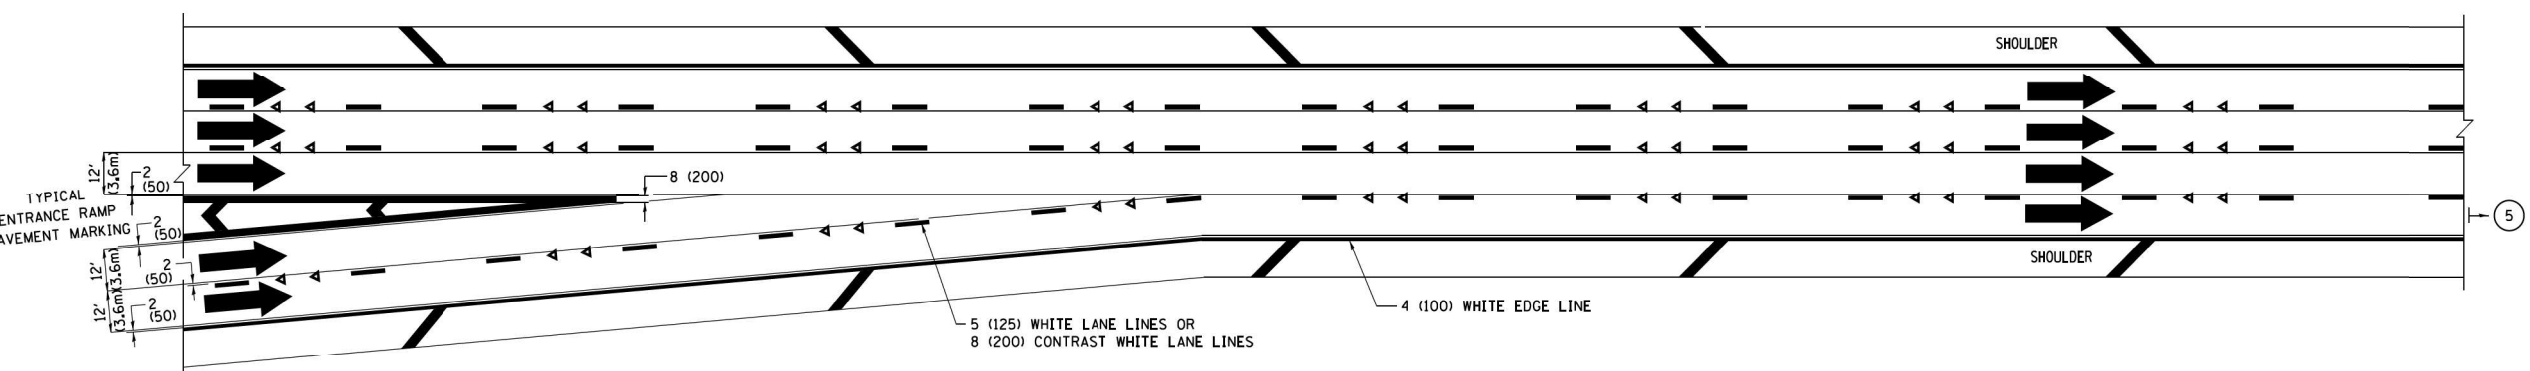 SHOULDER
12'
(3.6m)
2
(50)
8 (200)
TYPICAL
ENTRANCE RAMP
AVEMENT MARKING
2
(50)
12'
(3.6m)
2
(50)
12'
(3.6m)
2
(50)
5
SHOULDER
4 (100) WHITE EDGE LINE
5 (125) WHITE LANE LINES OR
8 (200) CONTRAST WHITE LANE LINES